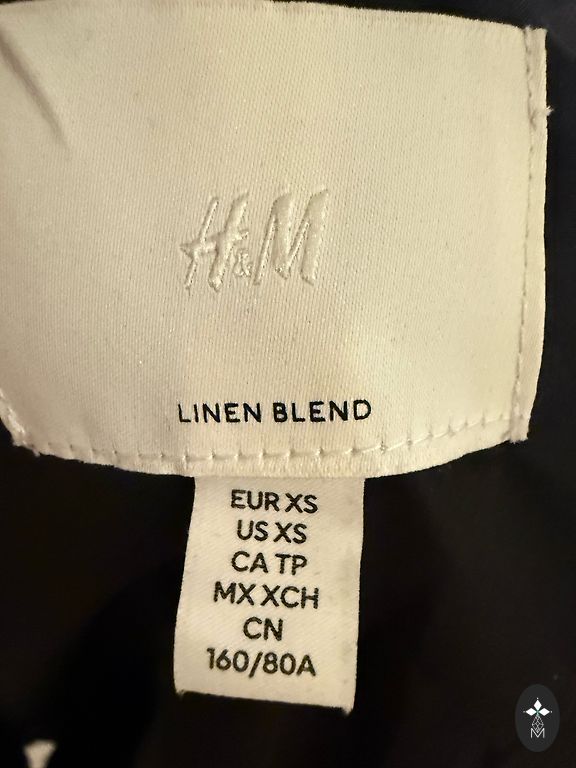 H&M
LINEN BLEND
EUR XS
US XS
CA TP
MX XCH
CN
160/80A
M